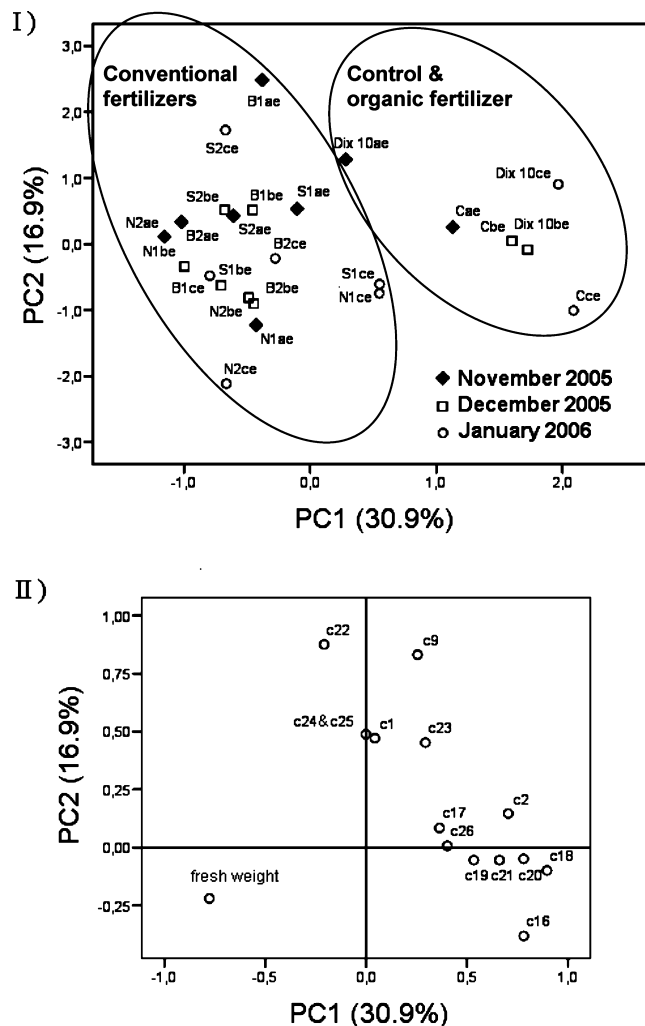 I)
3,0
2,0
1,0
0,0
-1,0
-2,0
-3,0
PC2 (16.9%)
Conventional
fertilizers
Control &
organic fertilizer
B1ae
S2ce
Dix 10ae
Dix 10ce
S2be
B1be
S1ae
N2ae
B2ae
S2ae
Cae
Cbe
Dix 10be
N1be
B2ce
B1ce
S1be
B2be
S1ce
N1ce
Cce
N2be
N1ae
N2ce
November 2005
December 2005
January 2006
-1,0
0,0
1,0
2,0
PC1 (30.9%)
II)
1,00
0,75
0,50
0,25
0,00
-0,25
PC2 (16.9%)
c22
c9
c24&c25
c1
c23
c17
c2
c26
c18
c19
c21
c20
fresh weight
c16
-1,0
-0,5
0,0
0,5
1,0
PC1 (30.9%)